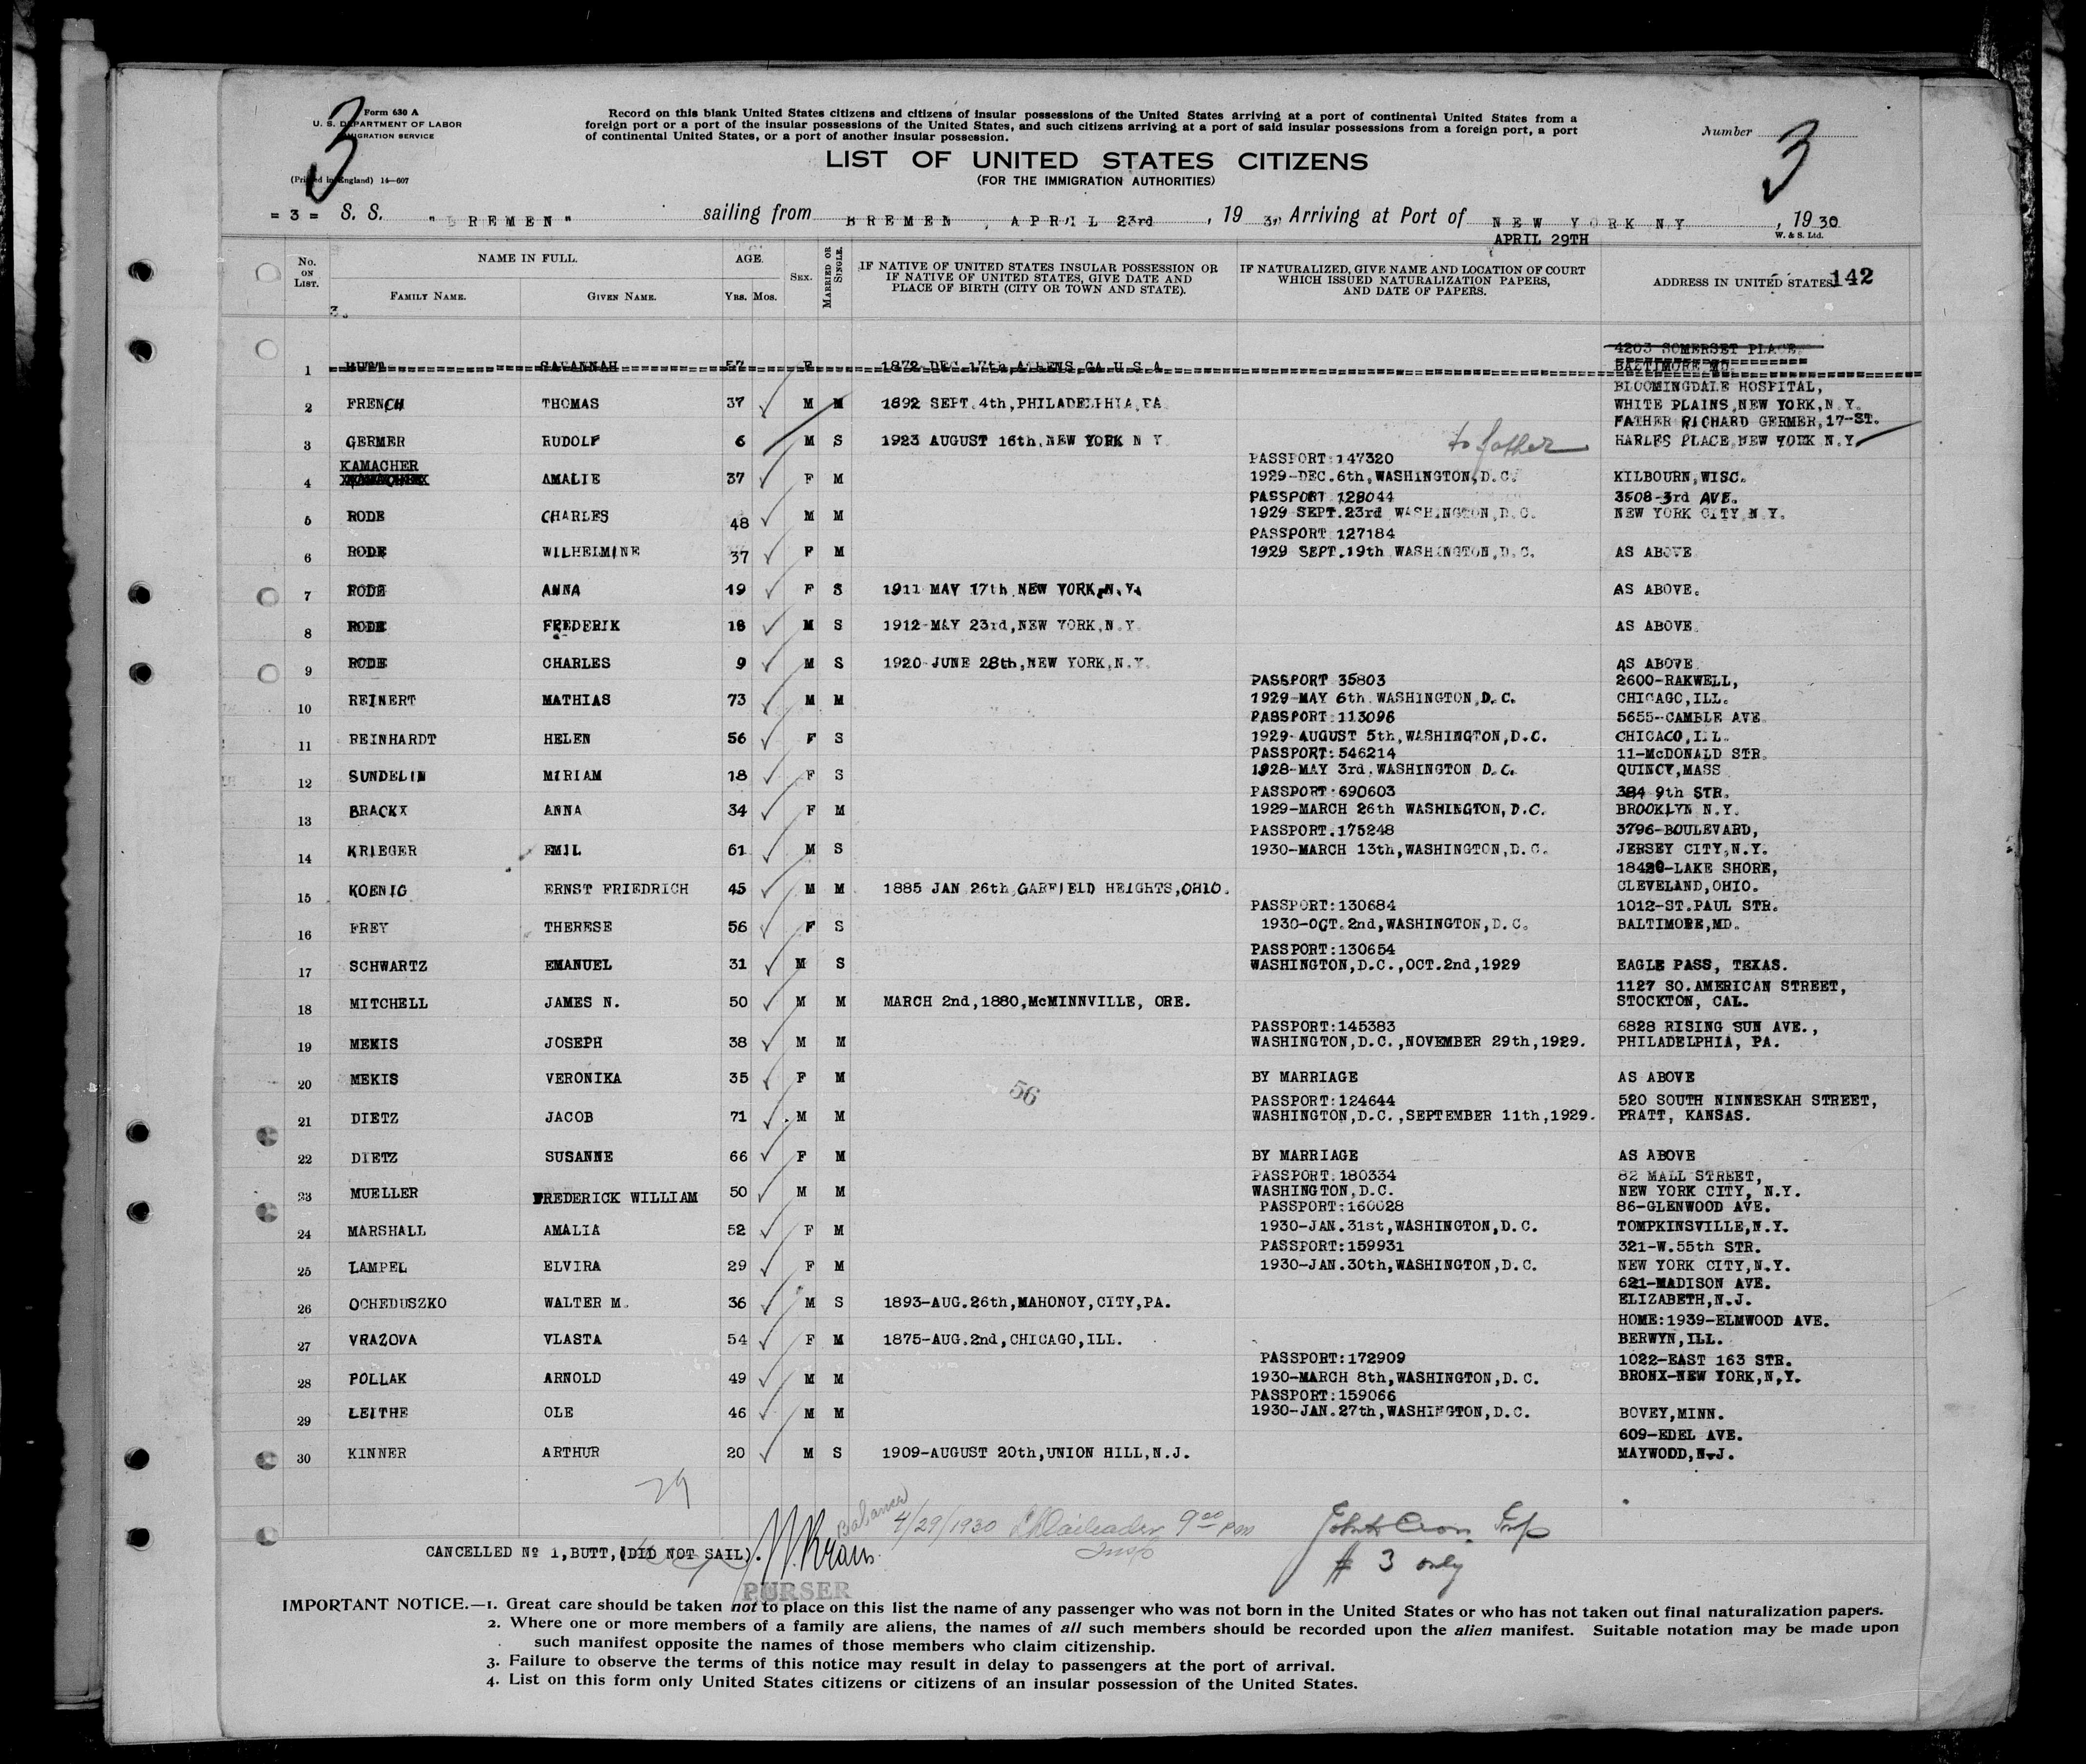 Form 630 A
U. S. DEPARTMENT OF LABOR
IMMIGRATION SERVICE
(Printed in England) 14—607
3
Record on this blank United States citizens and citizens of insular possessions of the United States arriving at a port of continental United States from a
foreign port or a port of the insular possessions of the United States, and such citizens arriving at a port of said insular possessions from a foreign port, a port
of continental United States, or a port of another insular possession.
Number 3
LIST OF UNITED STATES CITIZENS
(FOR THE IMMIGRATION AUTHORITIES)
= 3 = S. S. "BREMEN" sailing from BREMEN, APRIL 23rd, 19 30 Arriving at Port of NEW YORK NY, 19 30
APRIL 29TH
W. & S. Ltd.
No. ON LIST. NAME IN FULL. FAMILY NAME. GIVEN NAME. AGE. YRS. MOS. SEX. MARRIED OR SINGLE. IF NATIVE OF UNITED STATES INSULAR POSSESSION OR IF NATIVE OF UNITED STATES, GIVE DATE AND PLACE OF BIRTH (CITY OR TOWN AND STATE). IF NATURALIZED, GIVE NAME AND LOCATION OF COURT WHICH ISSUED NATURALIZATION PAPERS, AND DATE OF PAPERS. ADDRESS IN UNITED STATES. 142
3.
4203 SOMERSET PLACE
1 BUTT SAVANNAH 57 F 1872-DEC.17th,ATHENS,GA.U.S.A. BALTIMORE MD.
BLOOMINGDALE HOSPITAL,
2 FRENCH THOMAS 37 M M 1892 SEPT.4th,PHILADELPHIA,PA WHITE PLAINS,NEW YORK,N.Y.
FATHER RICHARD GERMER,17-ST.
3 GERMER RUDOLF 6 M S 1923 AUGUST 16th,NEW YORK N Y to father HARLES PLACE,NEW YORK N.Y
KAMACHER PASSPORT:147320
4 AMALIE 37 F M 1929-DEC.6th,WASHINGTON,D.C. KILBOURN,WISC.
PASSPORT 128044 3508-3rd AVE.
5 RODE CHARLES 48 M M 1929 SEPT.23rd WASHINGTON,D.C. NEW YORK CITY,N.Y.
PASSPORT 127184
6 RODE WILHELMINE 37 F M 1929 SEPT.19th WASHINGTON,D.C. AS ABOVE
7 RODE ANNA 19 F S 1911 MAY 17th NEW YORK,N.Y. AS ABOVE.
8 RODE FREDERIK 18 M S 1912-MAY 23rd,NEW YORK,N.Y. AS ABOVE.
9 RODE CHARLES 9 M S 1920-JUNE 28th,NEW YORK,N.Y. AS ABOVE
PASSPORT 35803 2600-RAKWELL,
10 REINERT MATHIAS 73 M M 1929-MAY 6th WASHINGTON,D.C. CHICAGO,ILL.
PASSPORT:113096 5655-CAMBLE AVE
11 REINHARDT HELEN 56 F S 1929-AUGUST 5th,WASHINGTON,D.C. CHICAGO,ILL.
PASSPORT:546214 11-McDONALD STR.
12 SUNDELIN MIRIAM 18 F S 1928-MAY 3rd.WASHINGTON D.C. QUINCY,MASS
PASSPORT:690603 384 9th STR.
13 BRACKX ANNA 34 F M 1929-MARCH 26th WASHINGTON,D.C. BROOKLYN N.Y.
PASSPORT.175248 3796-BOULEVARD,
14 KRIEGER EMIL 61 M S 1930-MARCH 13th,WASHINGTON,D.C. JERSEY CITY,N.Y.
18420-LAKE SHORE,
15 KOENIG ERNST FRIEDRICH 45 M M 1885 JAN 26th,GARFIELD HEIGHTS,OHIO. CLEVELAND,OHIO.
PASSPORT:130684 1012-ST.PAUL STR.
16 FREY THERESE 56 F S 1930-OCT.2nd,WASHINGTON,D.C. BALTIMORE,MD.
PASSPORT:130654
17 SCHWARTZ EMANUEL 31 M S WASHINGTON,D.C.,OCT.2nd,1929 EAGLE PASS, TEXAS.
1127 SO.AMERICAN STREET,
18 MITCHELL JAMES N. 50 M M MARCH 2nd,1880,McMINNVILLE, ORE. STOCKTON, CAL.
PASSPORT:145383 6828 RISING SUN AVE.,
19 MEKIS JOSEPH 38 M M WASHINGTON,D.C.,NOVEMBER 29th,1929. PHILADELPHIA, PA.
20 MEKIS VERONIKA 35 F M 56 BY MARRIAGE AS ABOVE
PASSPORT:124644 520 SOUTH NINNESKAH STREET,
21 DIETZ JACOB 71 M M WASHINGTON,D.C.,SEPTEMBER 11th,1929. PRATT, KANSAS.
22 DIETZ SUSANNE 66 F M BY MARRIAGE AS ABOVE
PASSPORT:180334 82 MALL STREET,
23 MUELLER FREDERICK WILLIAM 50 M M WASHINGTON,D.C. NEW YORK CITY, N.Y.
PASSPORT:160028 86-GLENWOOD AVE.
24 MARSHALL AMALIA 52 F M 1930-JAN.31st,WASHINGTON,D.C. TOMPKINSVILLE,N.Y.
PASSPORT:159931 321-W.55th STR.
25 LAMPEL ELVIRA 29 F M 1930-JAN.30th,WASHINGTON,D.C. NEW YORK CITY,N.Y.
621-MADISON AVE.
26 OCHEDUSZKO WALTER M. 36 M S 1893-AUG.26th,MAHONOY,CITY,PA. ELIZABETH,N.J.
HOME:1939-ELMWOOD AVE.
27 VRAZOVA VLASTA 54 F M 1875-AUG.2nd,CHICAGO,ILL. BERWYN,ILL.
PASSPORT:172909 1022-EAST 163 STR.
28 POLLAK ARNOLD 49 M M 1930-MARCH 8th,WASHINGTON,D.C. BRONX-NEW YORK,N,Y.
PASSPORT:159066
29 LEITHE OLE 46 M M 1930-JAN.27th,WASHINGTON,D.C. BOVEY,MINN.
609-EDEL AVE.
30 KINNER ARTHUR 20 M S 1909-AUGUST 20th,UNION HILL,N.J. MAYWOOD,N.J.
29
Balance 4/29/1930 9 00 pm Insp
Insp
# 3 only
CANCELLED Nº 1,BUTT,(DID NOT SAIL).
PURSER
IMPORTANT NOTICE.—1. Great care should be taken not to place on this list the name of any passenger who was not born in the United States or who has not taken out final naturalization papers.
2. Where one or more members of a family are aliens, the names of all such members should be recorded upon the alien manifest. Suitable notation may be made upon
such manifest opposite the names of those members who claim citizenship.
3. Failure to observe the terms of this notice may result in delay to passengers at the port of arrival.
4. List on this form only United States citizens or citizens of an insular possession of the United States.